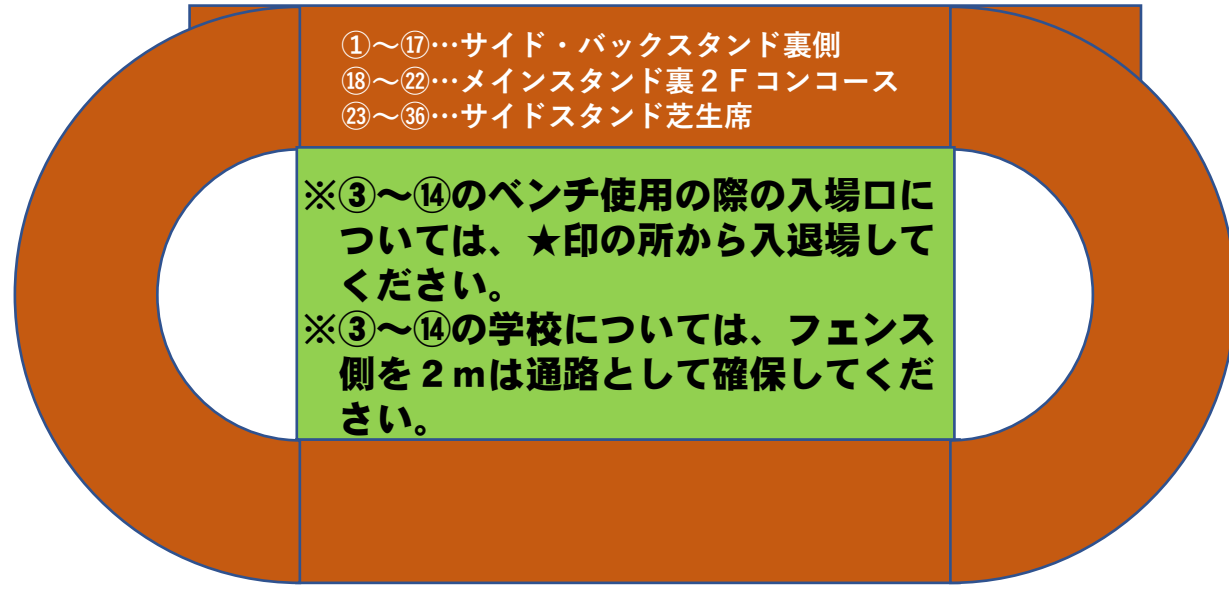 ①～⑰…サイド・バックスタンド裏側
⑱～㉒…メインスタンド裏２Ｆコンコース
㉓～㊱…サイドスタンド芝生席
※③～⑭のベンチ使用の際の入場口に
ついては、★印の所から入退場して
ください。
※③～⑭の学校については、フェンス
側を２ｍは通路として確保してくだ
さい。